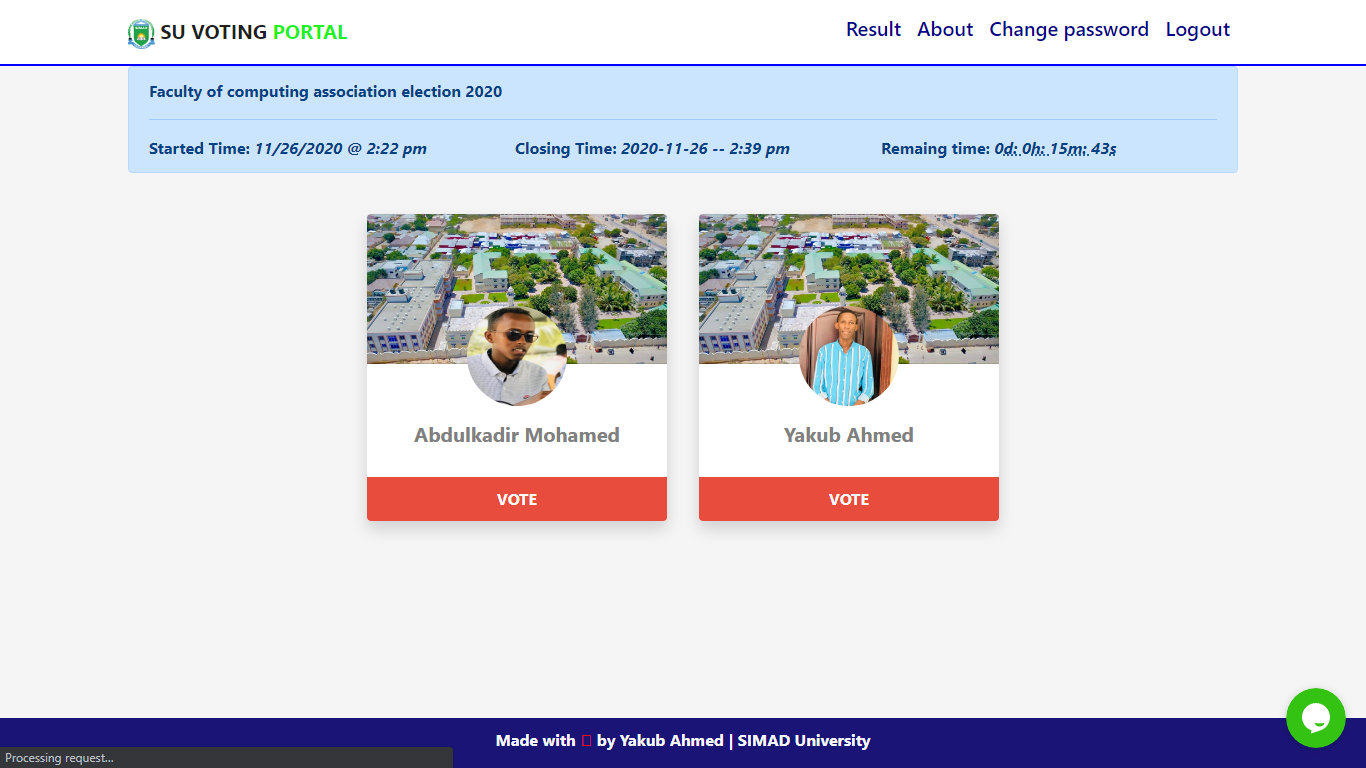 SU VOTING PORTAL
Result About Change password Logout
Faculty of computing association election 2020
Started Time: 11/26/2020 @ 2:22 pm
Closing Time: 2020-11-26 -- 2:39 pm
Remaing time: 0d: 0h: 15m: 43s
Abdulkadir Mohamed
VOTE
Yakub Ahmed
VOTE
Made with by Yakub Ahmed | SIMAD University
Processing request...